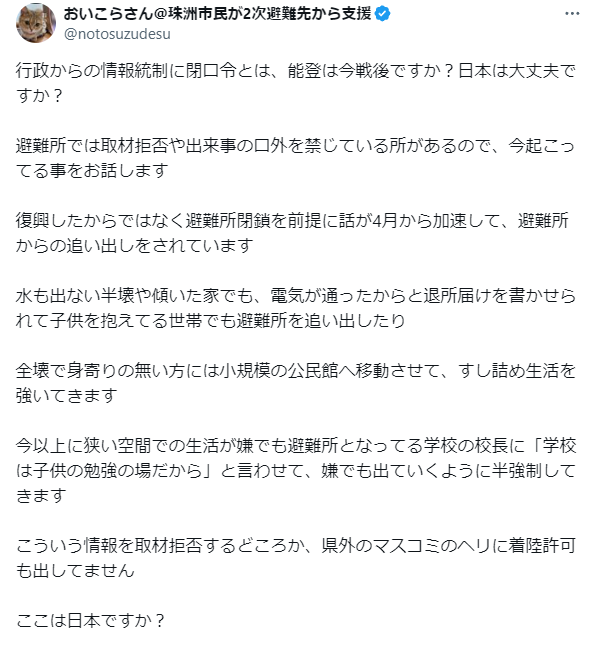 おいこらさん@珠洲市民が2次避難先から支援
@notosuzudesu
行政からの情報統制に閉口令とは、能登は今戦後ですか？日本は大丈夫で
すか？
避難所では取材拒否や出来事の口外を禁じている所があるので、今起こっ
てる事をお話します
復興したからではなく避難所閉鎖を前提に話が4月から加速して、避難所
からの追い出しをされています
水も出ない半壊や傾いた家でも、電気が通ったからと退所届けを書かせら
れて子供を抱えてる世帯でも避難所を追い出したり
全壊で身寄りの無い方には小規模の公民館へ移動させて、すし詰め生活を
強いてきます
今以上に狭い空間での生活が嫌でも避難所となってる学校の校長に「学校
は子供の勉強の場だから」と言わせて、嫌でも出ていくように半強制して
きます
こういう情報を取材拒否するどころか、県外のマスコミのヘリに着陸許可
も出してません
ここは日本ですか？